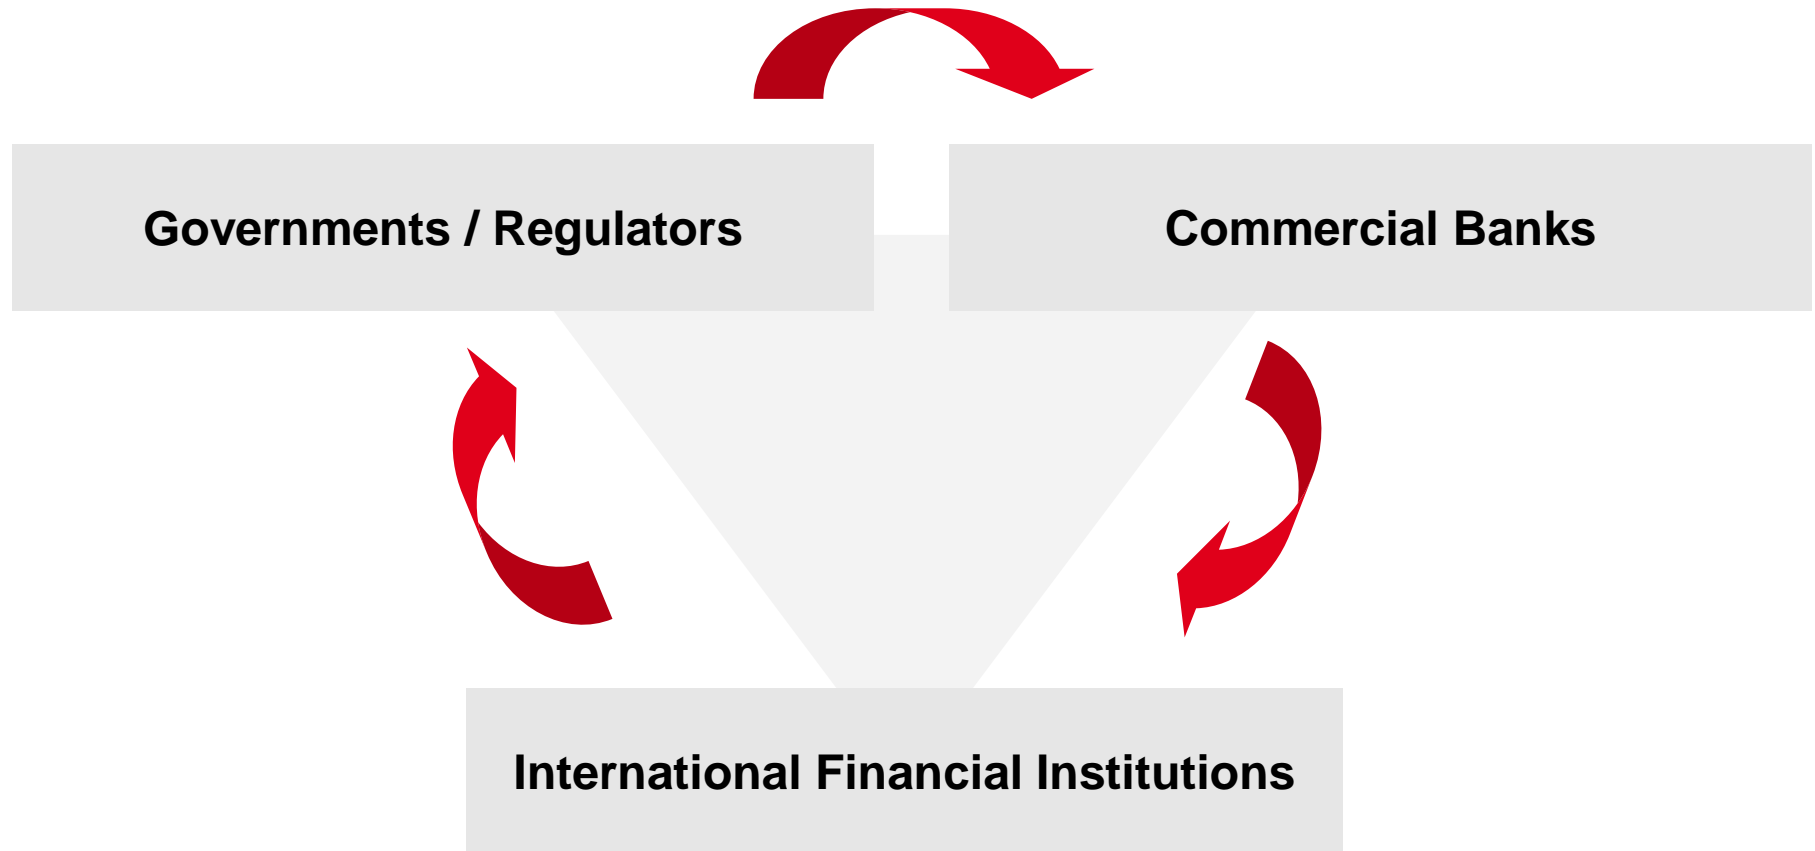 Governments / Regulators
Commercial Banks
International Financial Institutions